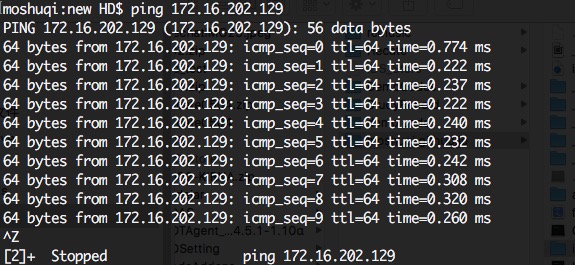 moshuqi:new HD$ ping 172.16.202.129
PING 172.16.202.129 (172.16.202.129): 56 data bytes
64 bytes from 172.16.202.129: icmp_seq=0 ttl=64 time=0.774 ms
64 bytes from 172.16.202.129: icmp_seq=1 ttl=64 time=0.222 ms
64 bytes from 172.16.202.129: icmp_seq=2 ttl=64 time=0.237 ms
64 bytes from 172.16.202.129: icmp_seq=3 ttl=64 time=0.222 ms
64 bytes from 172.16.202.129: icmp_seq=4 ttl=64 time=0.240 ms
64 bytes from 172.16.202.129: icmp_seq=5 ttl=64 time=0.232 ms
64 bytes from 172.16.202.129: icmp_seq=6 ttl=64 time=0.242 ms
64 bytes from 172.16.202.129: icmp_seq=7 ttl=64 time=0.308 ms
64 bytes from 172.16.202.129: icmp_seq=8 ttl=64 time=0.320 ms
64 bytes from 172.16.202.129: icmp_seq=9 ttl=64 time=0.260 ms
^Z
[2]+ Stopped ping 172.16.202.129